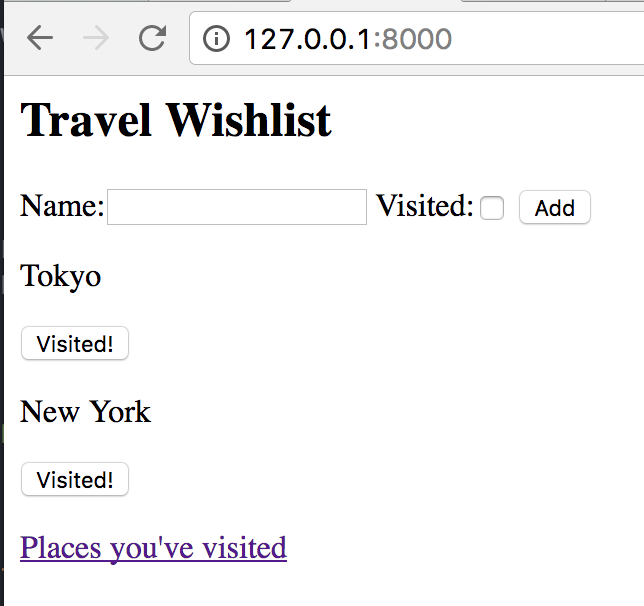 127.0.0.1:8000
Travel Wishlist
Name: Visited: Add
Tokyo
Visited!
New York
Visited!
Places you've visited